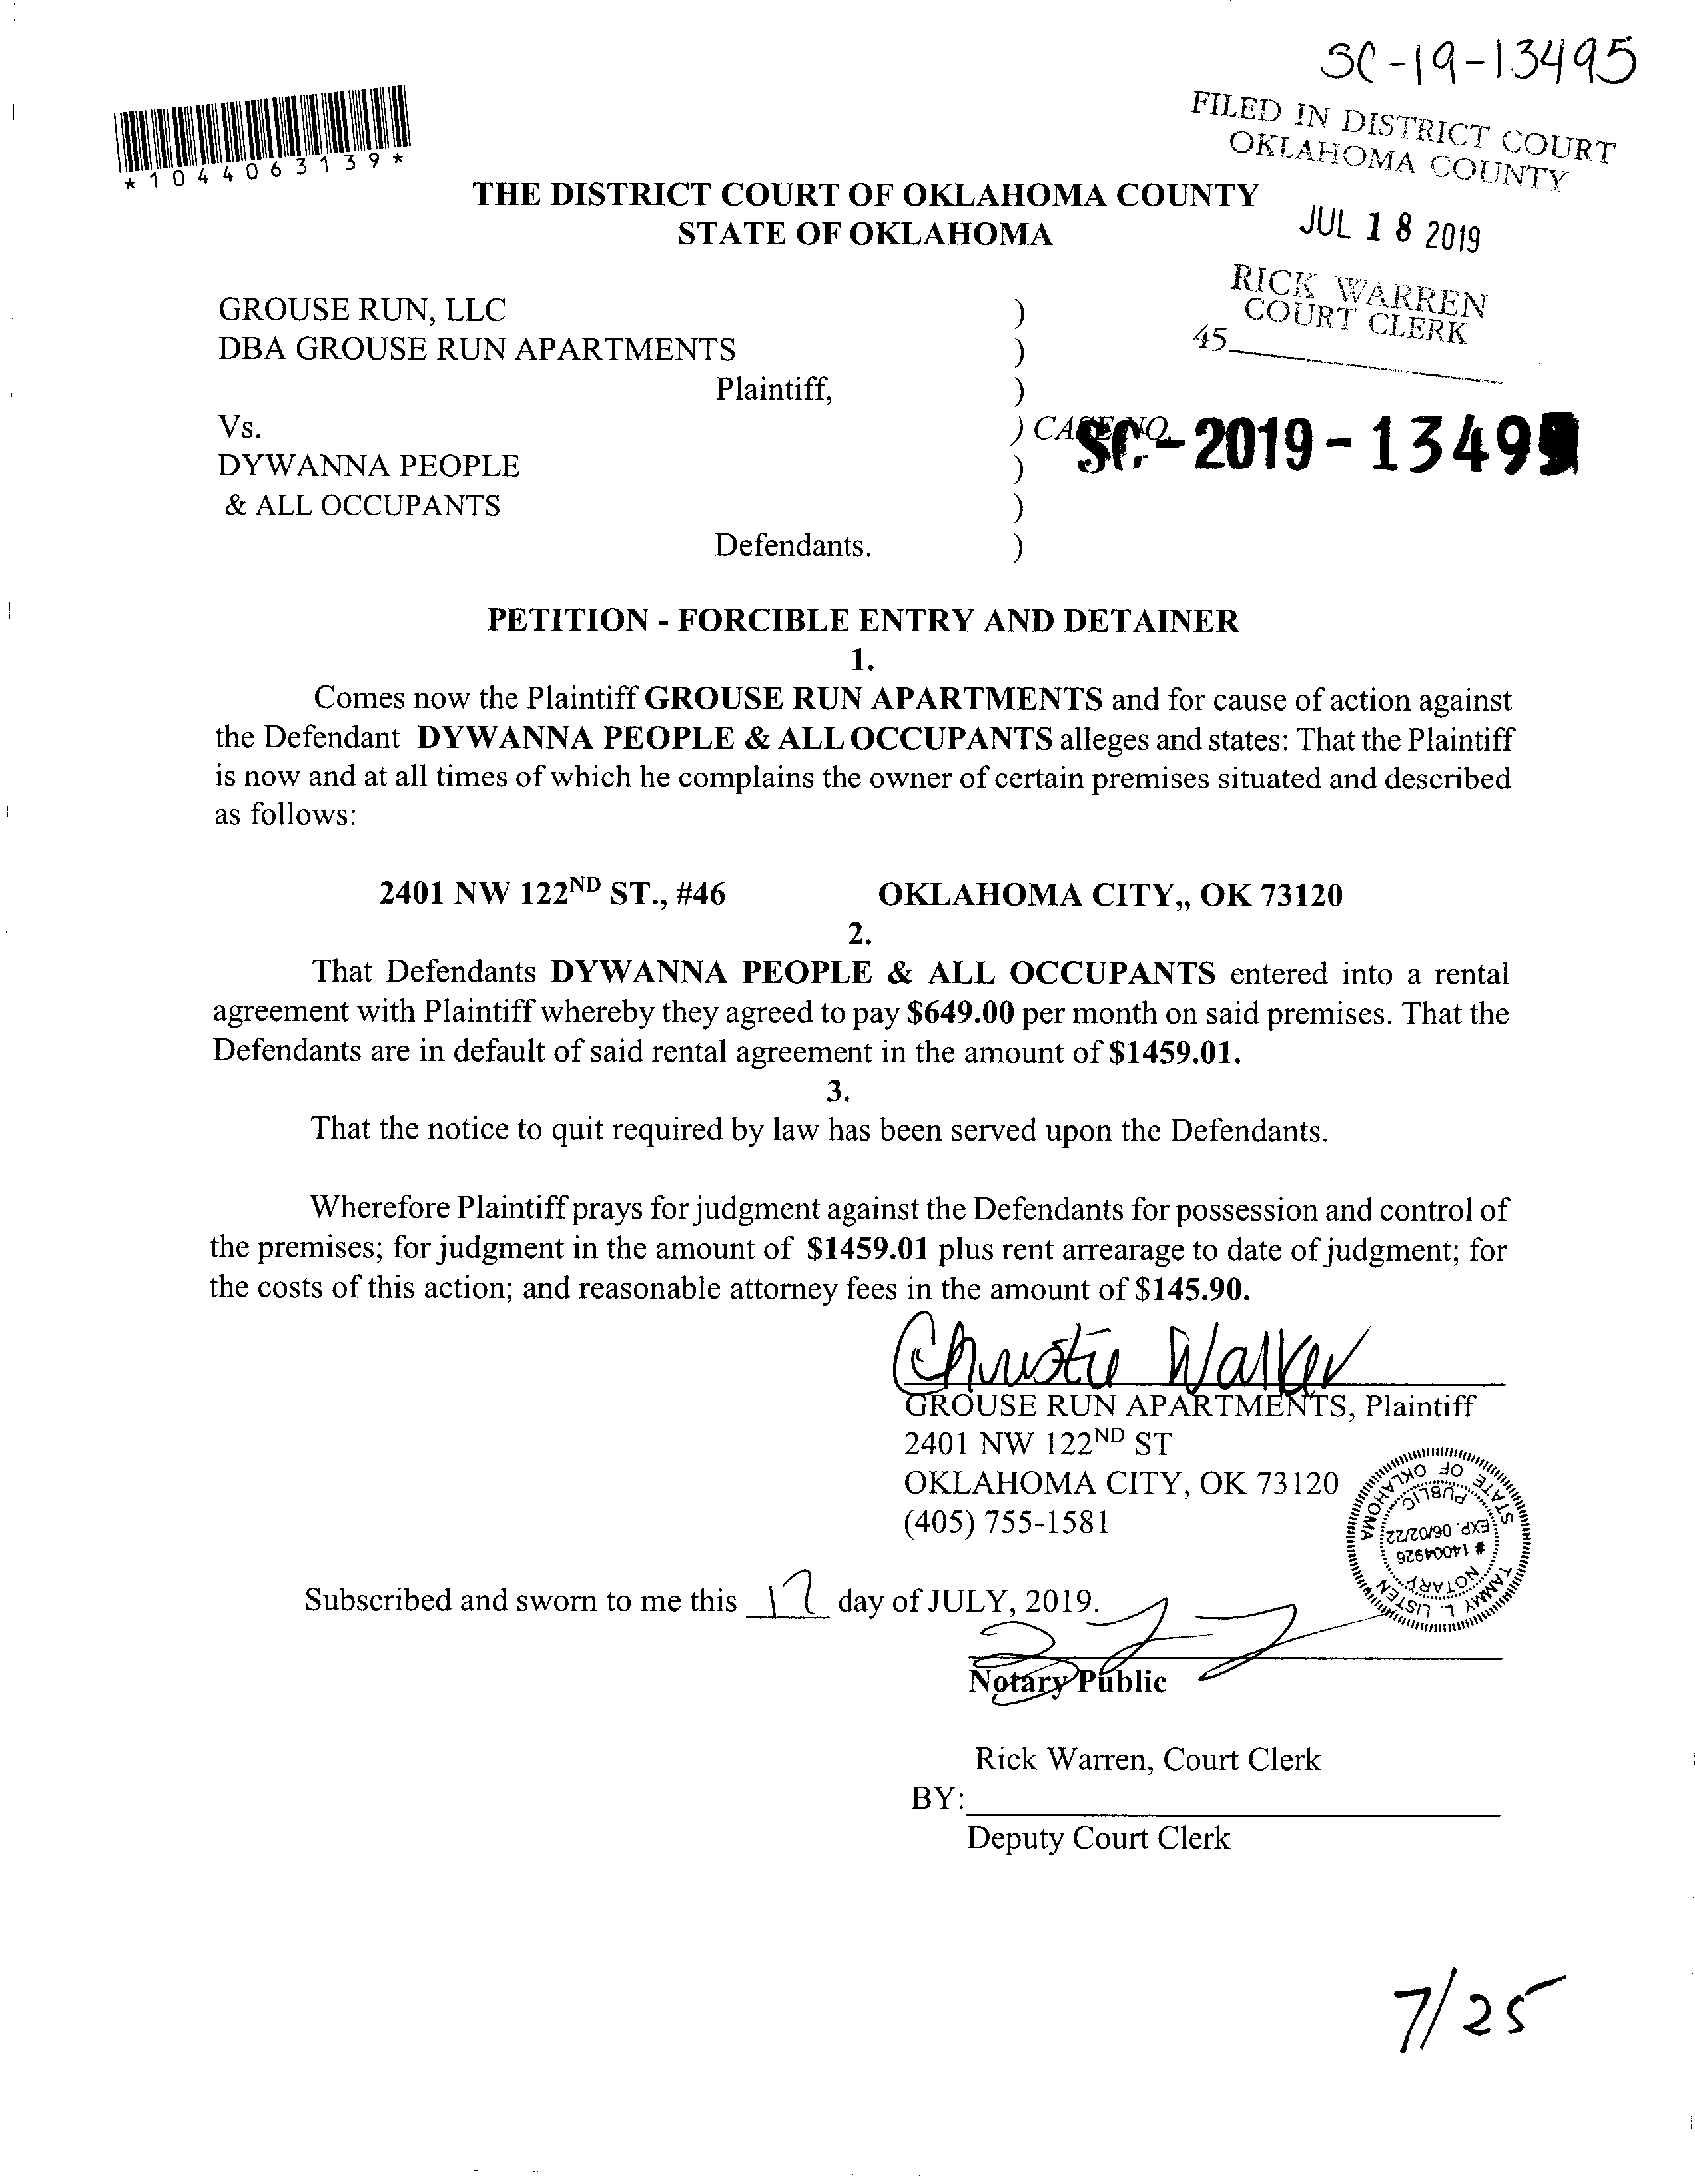 SC-19-13495
FILED IN DISTRICT COURT
OKLAHOMA COUNTY
*1044063139*
THE DISTRICT COURT OF OKLAHOMA COUNTY
STATE OF OKLAHOMA
JUL 18 2019
RICK WARREN
COURT CLERK
45
GROUSE RUN, LLC )
DBA GROUSE RUN APARTMENTS )
Plaintiff, )
Vs. ) CASE NO. SC-2019-1349
DYWANNA PEOPLE )
& ALL OCCUPANTS )
Defendants. )
PETITION - FORCIBLE ENTRY AND DETAINER
1.
Comes now the Plaintiff GROUSE RUN APARTMENTS and for cause of action against
the Defendant DYWANNA PEOPLE & ALL OCCUPANTS alleges and states: That the Plaintiff
is now and at all times of which he complains the owner of certain premises situated and described
as follows:
2401 NW 122ND ST., #46 OKLAHOMA CITY,, OK 73120
2.
That Defendants DYWANNA PEOPLE & ALL OCCUPANTS entered into a rental
agreement with Plaintiff whereby they agreed to pay $649.00 per month on said premises. That the
Defendants are in default of said rental agreement in the amount of $1459.01.
3.
That the notice to quit required by law has been served upon the Defendants.
Wherefore Plaintiff prays for judgment against the Defendants for possession and control of
the premises; for judgment in the amount of $1459.01 plus rent arrearage to date of judgment; for
the costs of this action; and reasonable attorney fees in the amount of $145.90.
Christie Walker
GROUSE RUN APARTMENTS, Plaintiff
2401 NW 122ND ST
OKLAHOMA CITY, OK 73120
(405) 755-1581
TAMMY L. LISTEN
NOTARY
# 14004926
EXP. 06/02/22
PUBLIC
STATE OF OKLAHOMA
Subscribed and sworn to me this 17 day of JULY, 2019.
Notary Public
Rick Warren, Court Clerk
BY:
Deputy Court Clerk
7/25